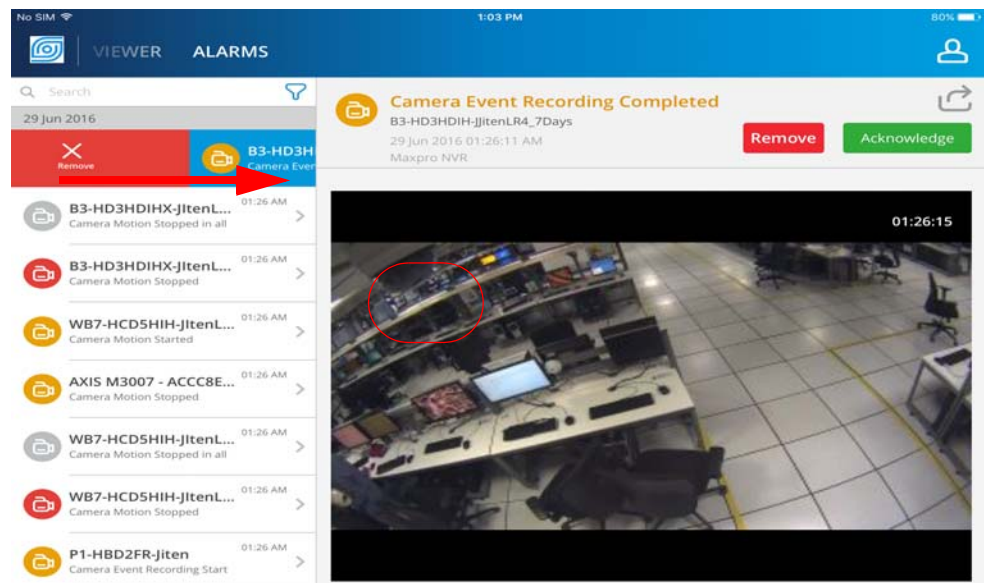 No SIM
1:03 PM
80%
VIEWER ALARMS
Search
29 Jun 2016
Remove
B3-HD3H
Camera Even
B3-HD3HDIHX-JItenL... 01:26 AM
Camera Motion Stopped in all
B3-HD3HDIHX-JItenL... 01:26 AM
Camera Motion Stopped
WB7-HCD5HIH-JItenL... 01:26 AM
Camera Motion Started
AXIS M3007 - ACCC8E... 01:26 AM
Camera Motion Stopped
WB7-HCD5HIH-JItenL... 01:26 AM
Camera Motion Stopped in all
WB7-HCD5HIH-JItenL... 01:26 AM
Camera Motion Stopped
P1-HBD2FR-Jiten 01:26 AM
Camera Event Recording Start
Camera Event Recording Completed
B3-HD3HDIH-JJitenLR4_7Days
29 Jun 2016 01:26:11 AM
Maxpro NVR
Remove
Acknowledge
01:26:15